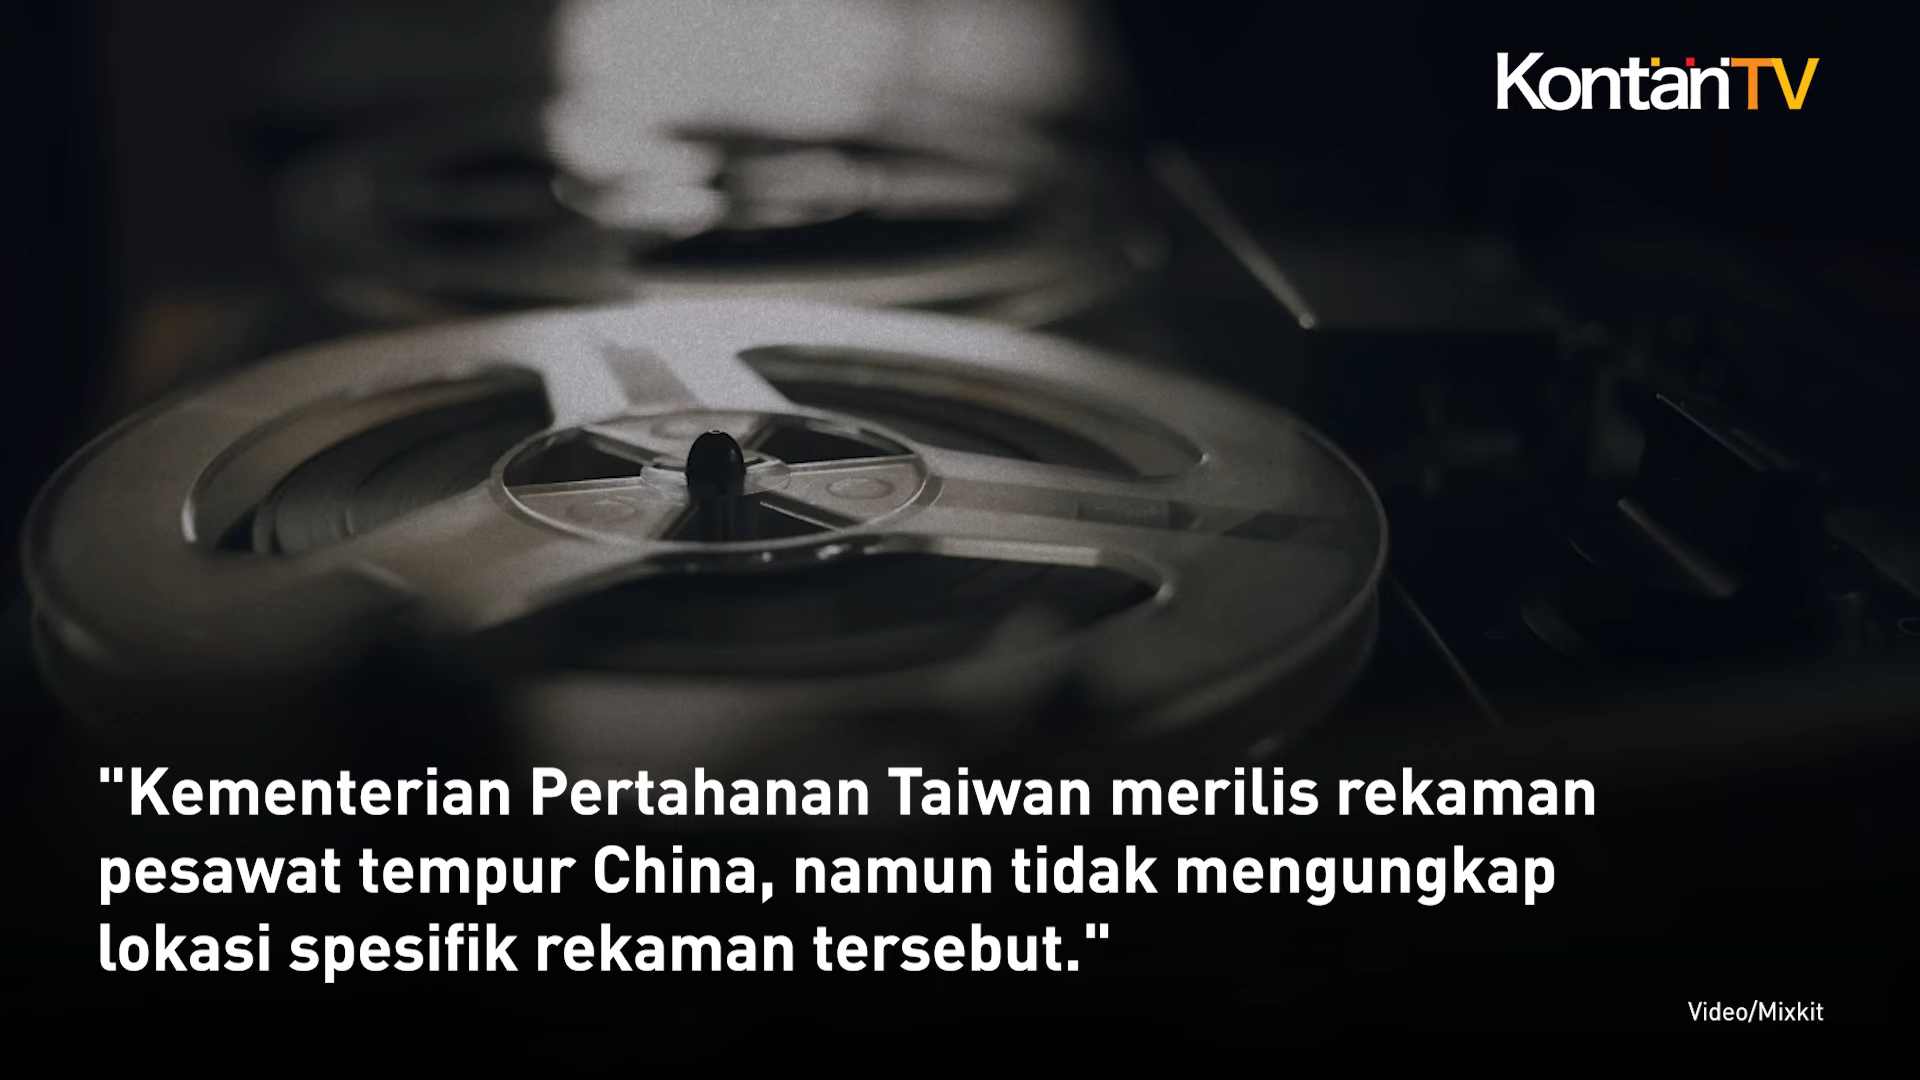 KontanTV
"Kementerian Pertahanan Taiwan merilis rekaman
pesawat tempur China, namun tidak mengungkap
lokasi spesifik rekaman tersebut."
Video/Mixkit